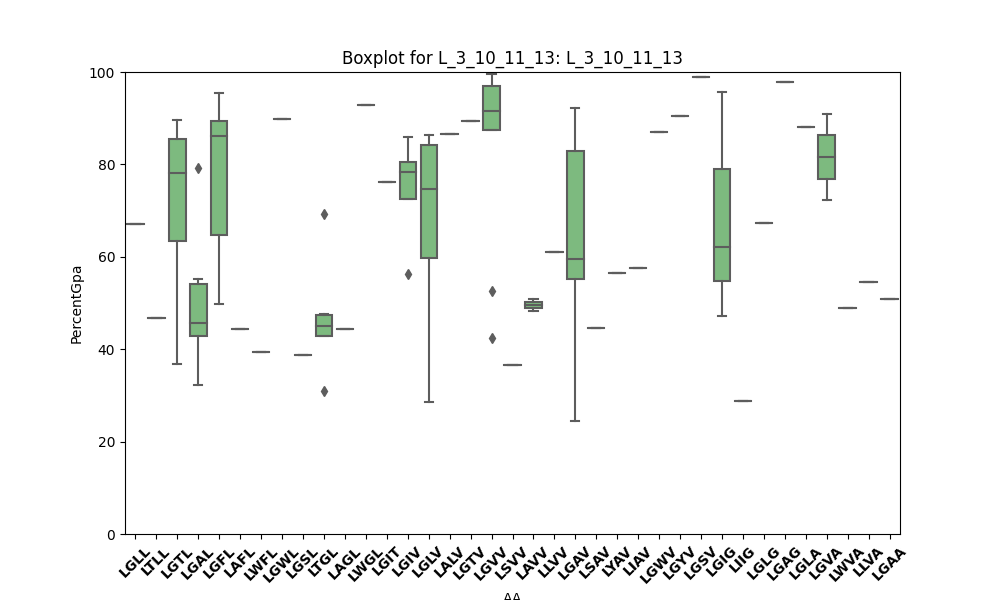 Boxplot for L_3_10_11_13: L_3_10_11_13
PercentGpa
100
80
60
40
20
0
LGLL LTLL LGTL LGAL LGFL LAFL LWFL LGWL LGSL LTGL LAGL LWGL LGIT LGIV LGLV LALV LGTV LGVV LSVV LAVV LLVV LGAV LSAV LYAV LIAV LGWV LGYV LGSV LGIG LIIG LGLG LGAG LGLA LGVA LWVA LLVA LGAA
AA